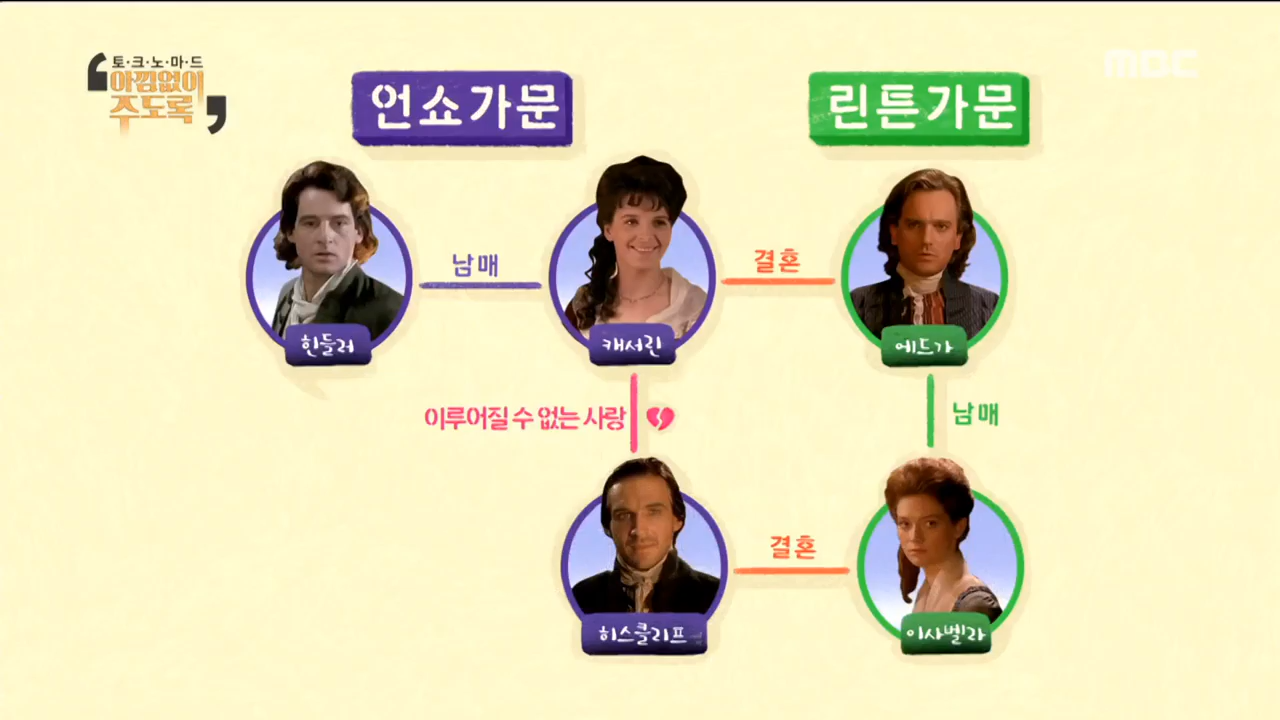 토·크·노·마·드
아낌없이
주도록
MBC
언쇼가문
린튼가문
남매
결혼
힌들러
캐서린
에드가
이루어질 수 없는 사랑
남매
결혼
히스클리프
이사벨라